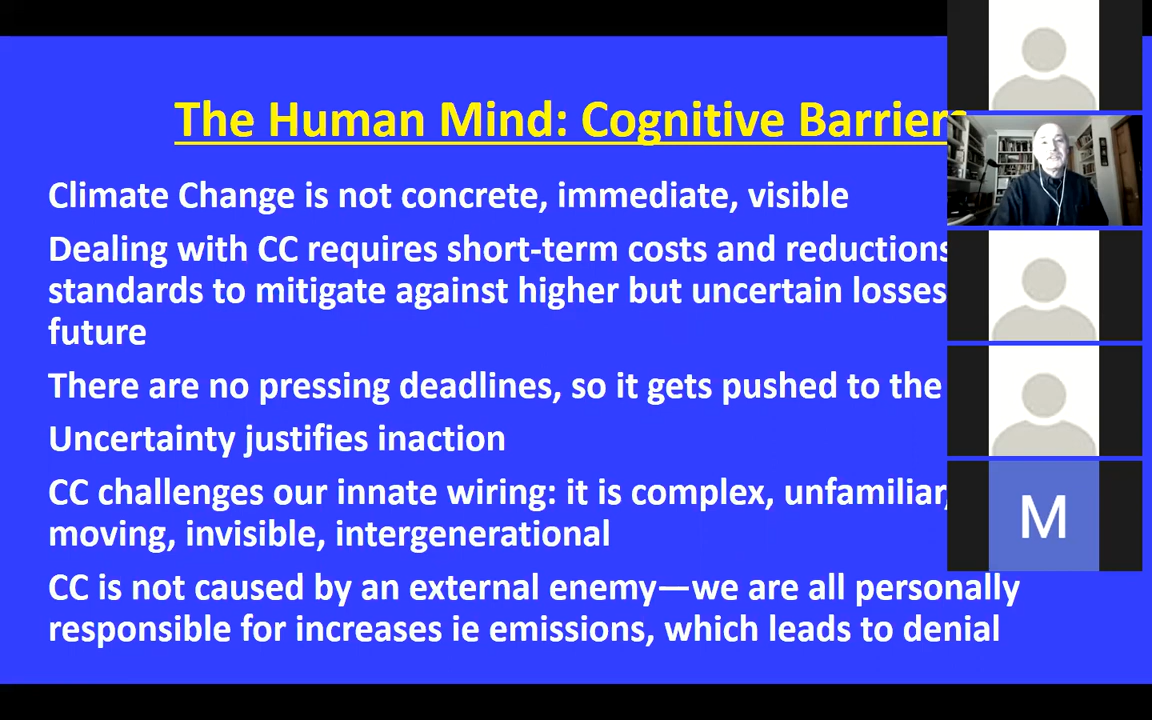 The Human Mind: Cognitive Barriers
Climate Change is not concrete, immediate, visible
Dealing with CC requires short-term costs and reductions
standards to mitigate against higher but uncertain losses
future
There are no pressing deadlines, so it gets pushed to the
Uncertainty justifies inaction
CC challenges our innate wiring: it is complex, unfamiliar,
moving, invisible, intergenerational
CC is not caused by an external enemy—we are all personally
responsible for increases ie emissions, which leads to denial
M